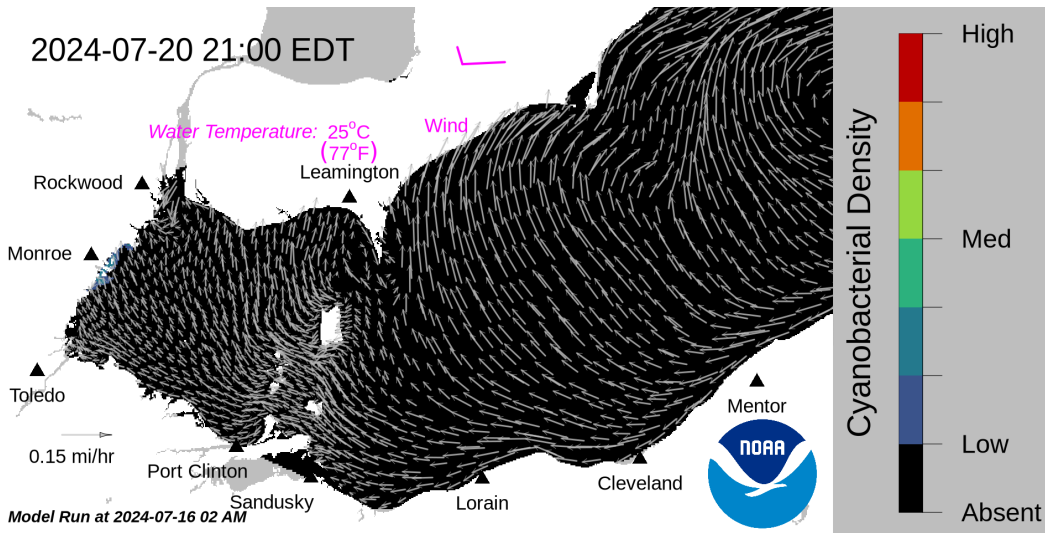 2024-07-20 21:00 EDT
Water Temperature: 25°C
(77°F)
Wind
Leamington
Rockwood
Monroe
Toledo
0.15 mi/hr
Port Clinton
Sandusky
Lorain
Cleveland
Mentor
NOAA
Model Run at 2024-07-16 02 AM
Cyanobacterial Density
High
Med
Low
Absent